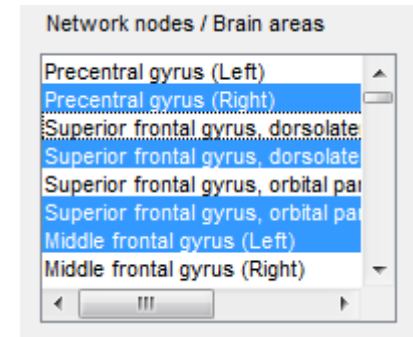 Network nodes / Brain areas
Precentral gyrus (Left)
Precentral gyrus (Right)
Superior frontal gyrus, dorsolate
Superior frontal gyrus, dorsolate
Superior frontal gyrus, orbital par
Superior frontal gyrus, orbital par
Middle frontal gyrus (Left)
Middle frontal gyrus (Right)